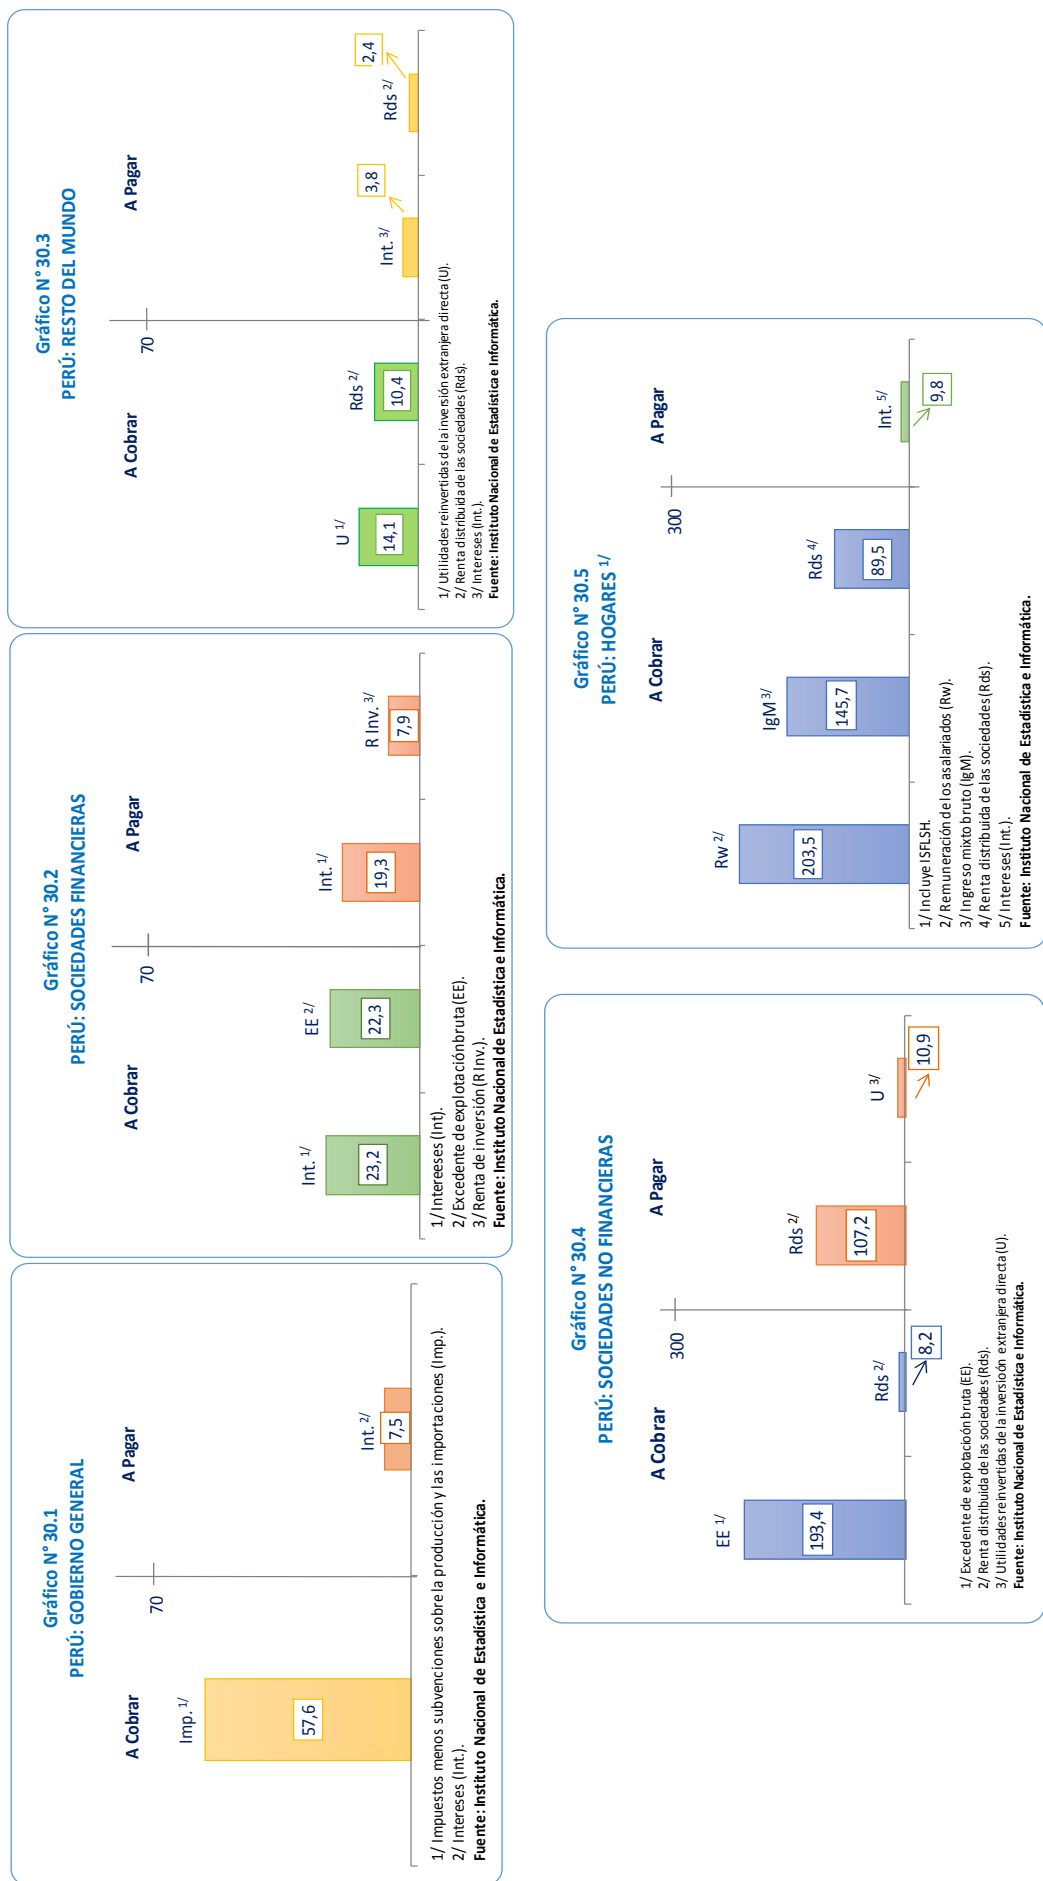 Gráfico N° 30.1
PERÚ: GOBIERNO GENERAL
A Cobrar
A Pagar
70
Imp. 1/
57,6
Int. 2/
7,5
1/ Impuestos menos subvenciones sobre la producción y las importaciones (Imp.).
2/ Intereses (Int.).
Fuente: Instituto Nacional de Estadística e Informática.
Gráfico N° 30.2
PERÚ: SOCIEDADES FINANCIERAS
A Cobrar
A Pagar
70
Int. 1/
23,2
EE 2/
22,3
Int. 1/
19,3
R Inv. 3/
7,9
1/ Intereeses (Int).
2/ Excedente de explotación bruta (EE).
3/ Renta de inversión (R Inv.).
Fuente: Instituto Nacional de Estadística e Informática.
Gráfico N° 30.3
PERÚ: RESTO DEL MUNDO
A Cobrar
A Pagar
70
U 1/
14,1
Rds 2/
10,4
Int. 3/
3,8
Rds 2/
2,4
1/ Utilidades reinvertidas de la inversión extranjera directa (U).
2/ Renta distribuida de las sociedades (Rds).
3/ Intereses (Int.).
Fuente: Instituto Nacional de Estadística e Informática.
Gráfico N° 30.4
PERÚ: SOCIEDADES NO FINANCIERAS
A Cobrar
A Pagar
300
EE 1/
193,4
Rds 2/
8,2
Rds 2/
107,2
U 3/
10,9
1/ Excedente de explotacioón bruta (EE).
2/ Renta distribuida de las sociedades (Rds).
3/ Utilidades reinvertidas de la inversioón extranjera directa (U).
Fuente: Instituto Nacional de Estadística e Informática.
Gráfico N° 30.5
PERÚ: HOGARES 1/
A Cobrar
A Pagar
300
Rw 2/
203,5
IgM 3/
145,7
Rds 4/
89,5
Int. 5/
9,8
1/ Incluye ISFLSH.
2/ Remuneración de los asalariados (Rw).
3/ Ingreso mixto bruto (IgM).
4/ Renta distribuida de las sociedades (Rds).
5/ Intereses (Int.).
Fuente: Instituto Nacional de Estadística e Informática.